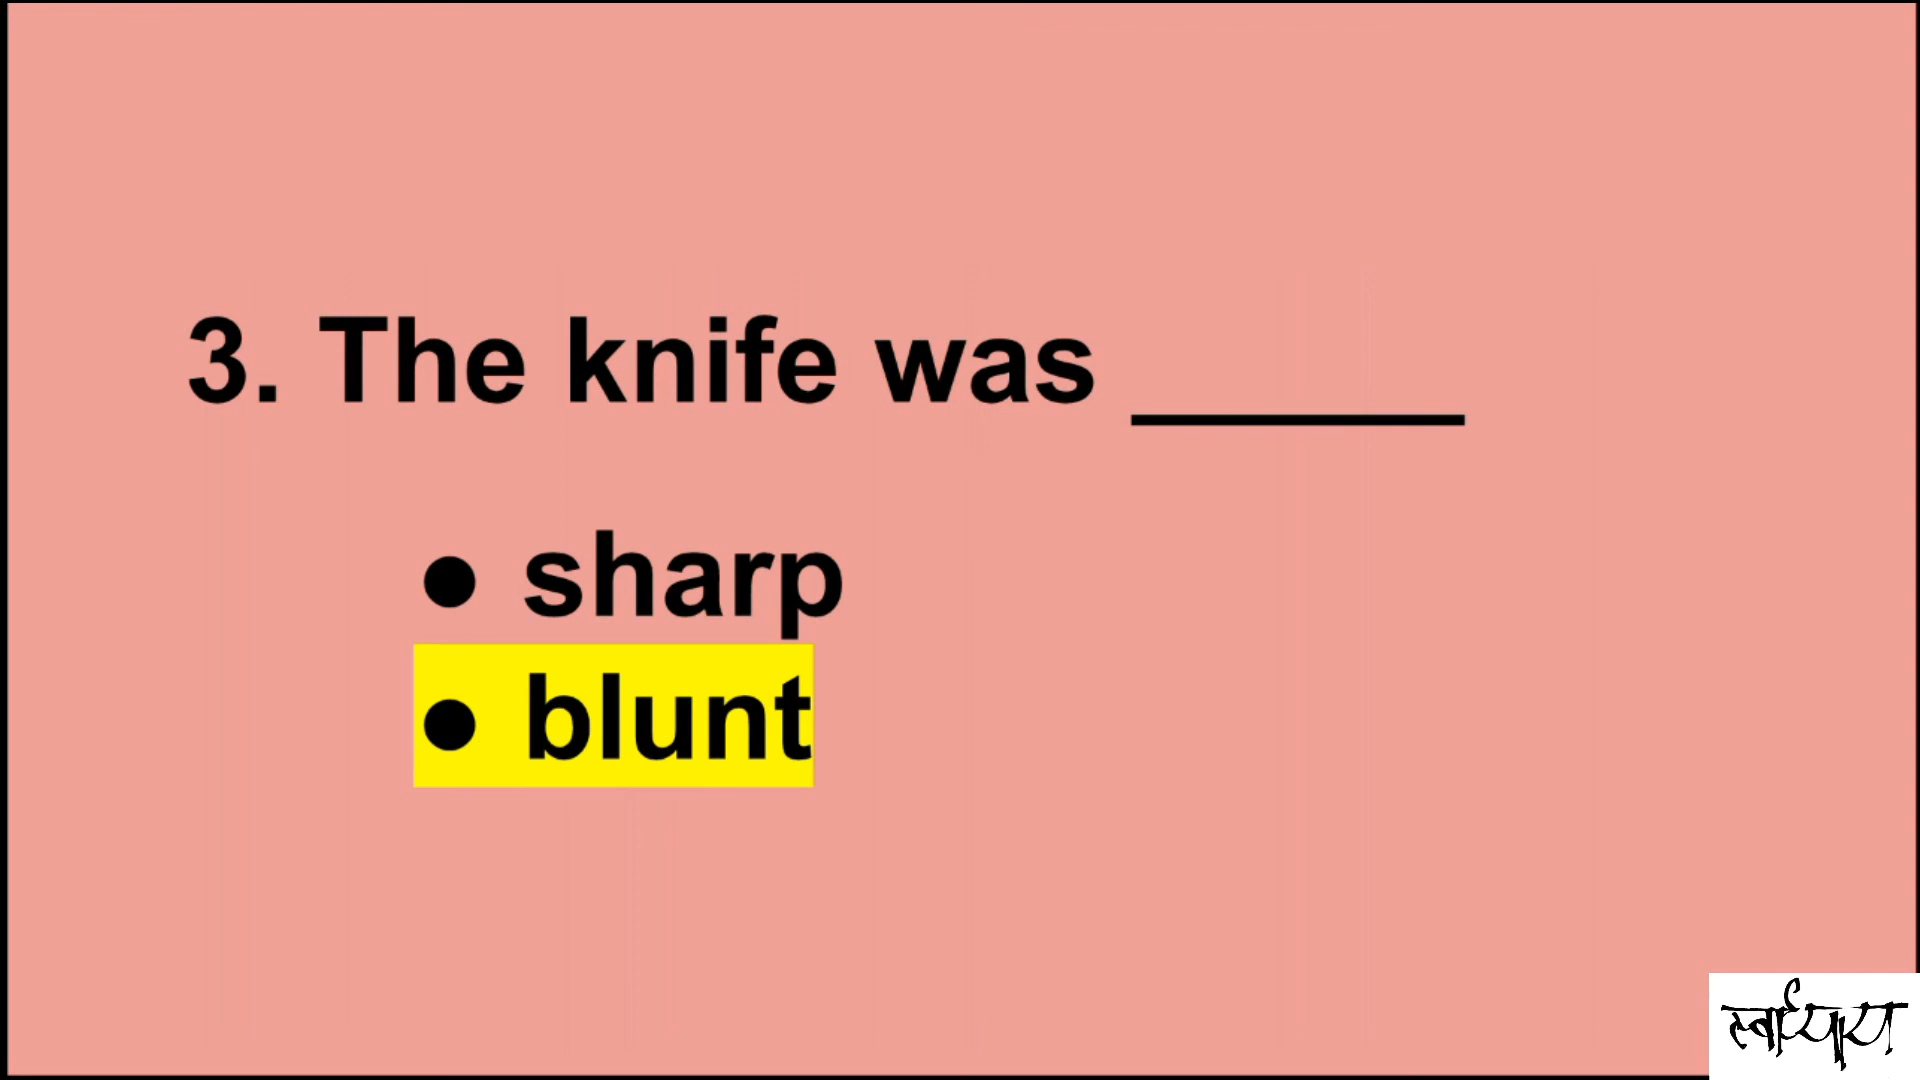 3. The knife was ______
● sharp
● blunt
स्वाध्याय